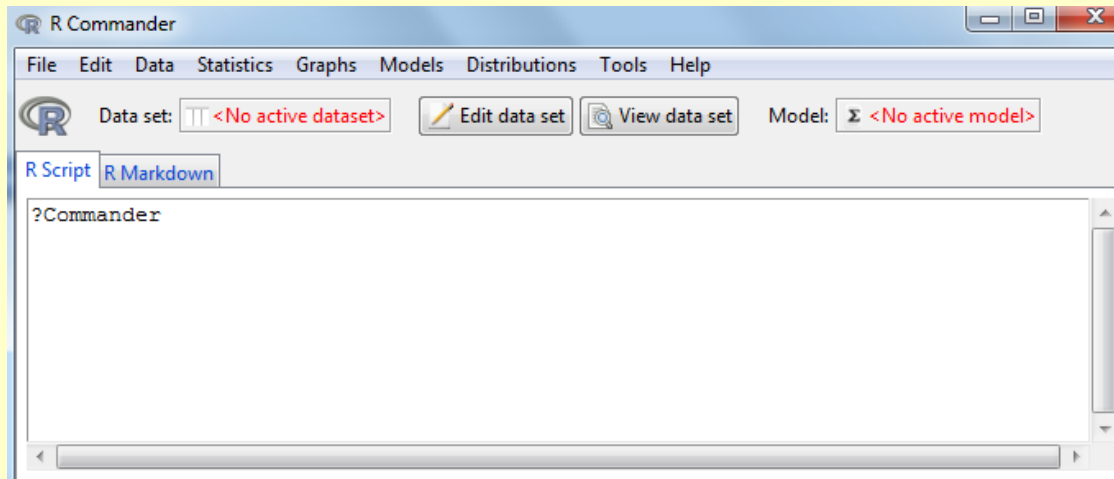 R Commander
File Edit Data Statistics Graphs Models Distributions Tools Help
R Data set: <No active dataset> Edit data set View data set Model: Σ <No active model>
R Script R Markdown
?Commander